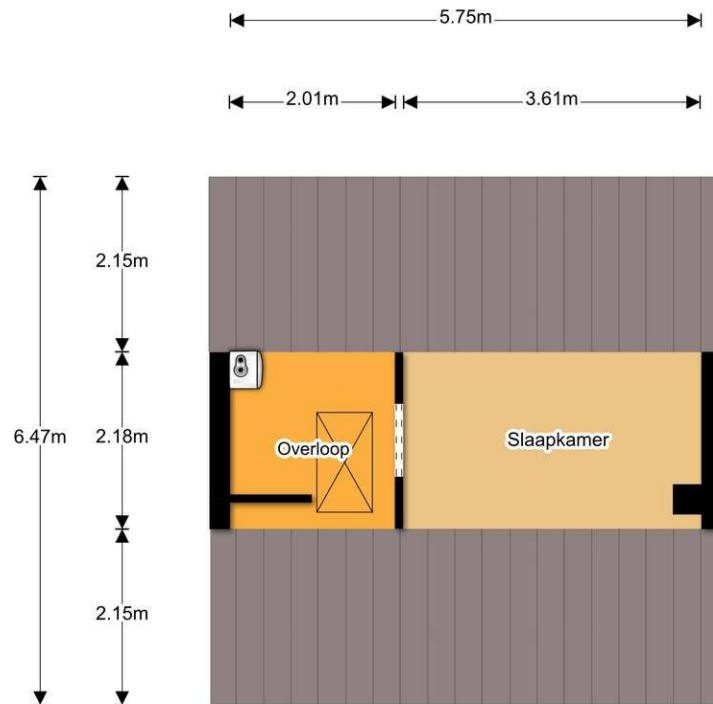 5.75m
2.01m
3.61m
2.15m
6.47m
2.18m
Overloop
Slaapkamer
2.15m